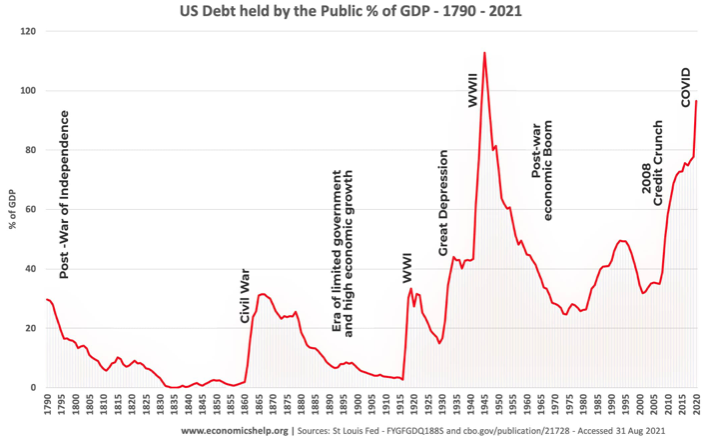 US Debt held by the Public % of GDP - 1790 - 2021
120
100
80
60
40
20
0
% of GDP
Post -War of Independence
Civil War
Era of limited government
and high economic growth
WWI
Great Depression
WWII
Post-war
economic Boom
2008
Credit Crunch
COVID
1790 1795 1800 1805 1810 1815 1820 1825 1830 1835 1840 1845 1850 1855 1860 1865 1870 1875 1880 1885 1890 1895 1900 1905 1910 1915 1920 1925 1930 1935 1940 1945 1950 1955 1960 1965 1970 1975 1980 1985 1990 1995 2000 2005 2010 2015 2020
www.economicshelp.org | Sources: St Louis Fed - FYGFGDQ188S and cbo.gov/publication/21728 - Accessed 31 Aug 2021